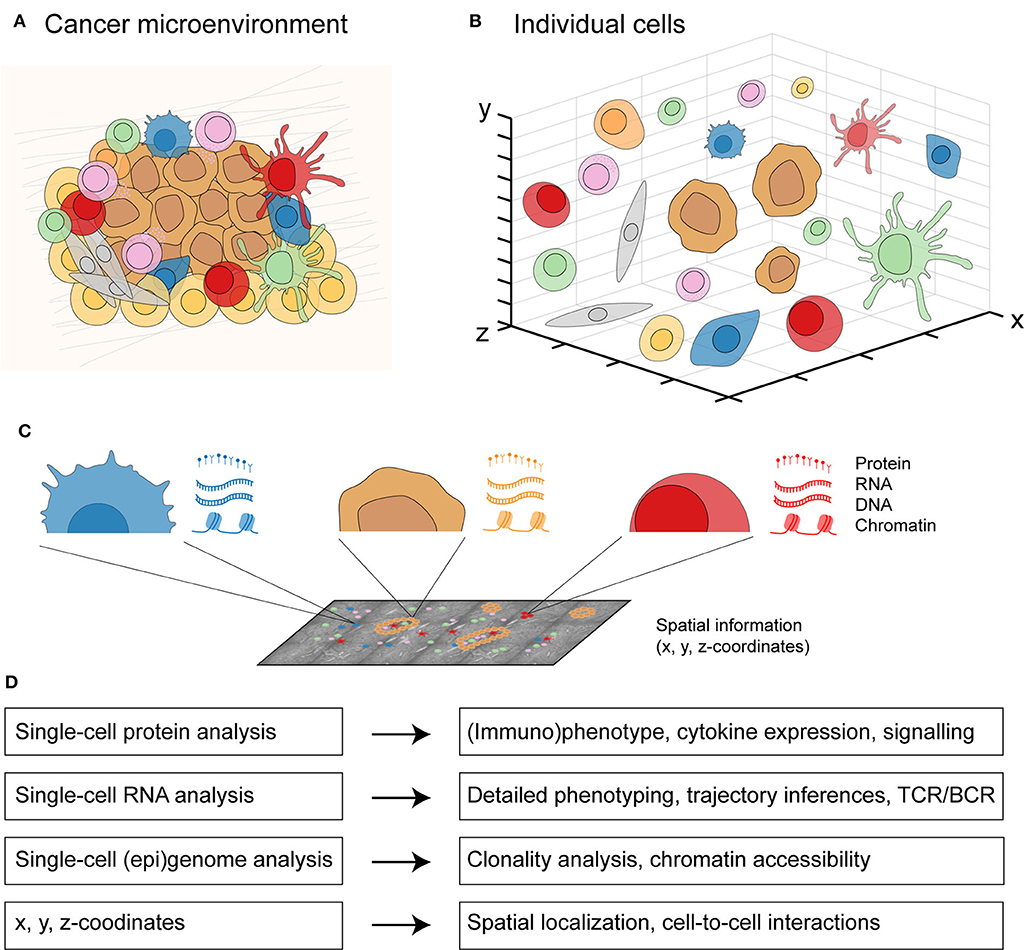 A Cancer microenvironment
B Individual cells
y
z
x
C
Protein
RNA
DNA
Chromatin
Spatial information
(x, y, z-coordinates)
D
Single-cell protein analysis
(Immuno)phenotype, cytokine expression, signalling
Single-cell RNA analysis
Detailed phenotyping, trajectory inferences, TCR/BCR
Single-cell (epi)genome analysis
Clonality analysis, chromatin accessibility
x, y, z-coodinates
Spatial localization, cell-to-cell interactions